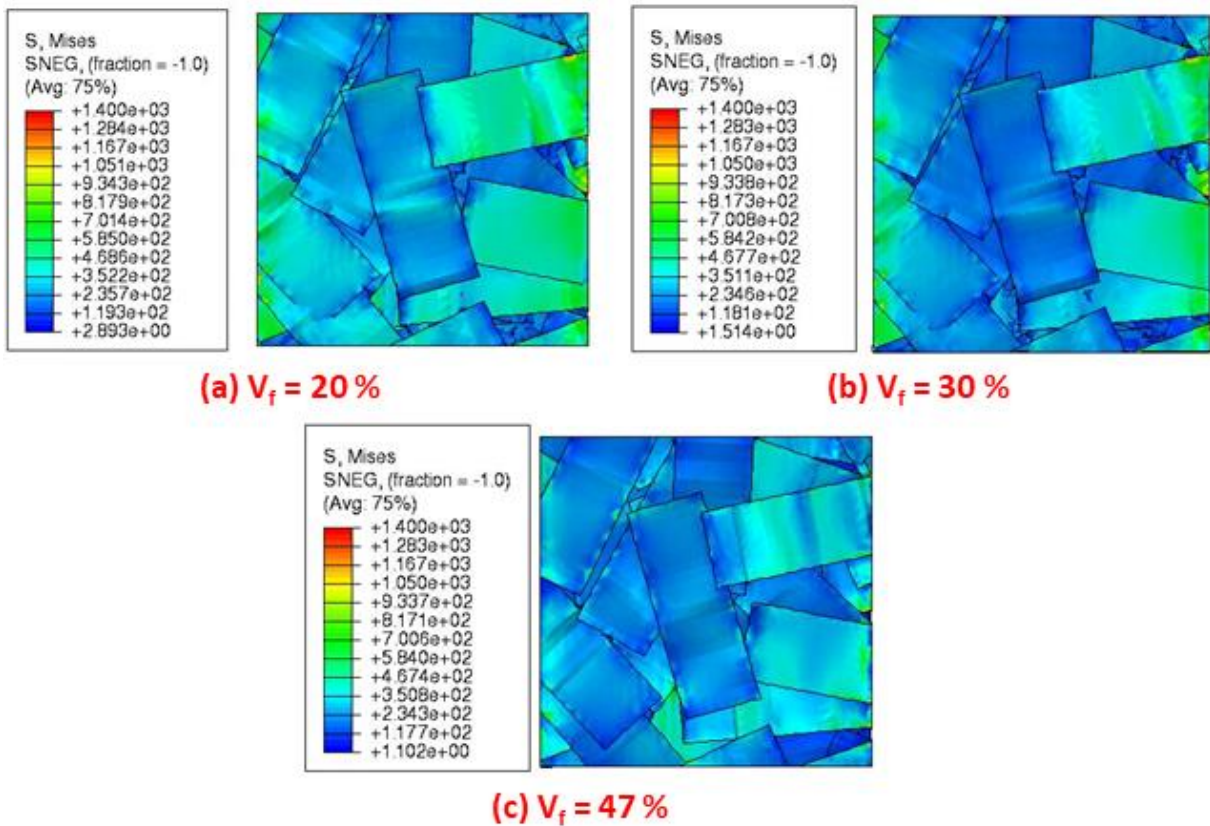 S, Mises
SNEG, (fraction = -1.0)
(Avg: 75%)
+1.400e+03
+1.284e+03
+1.167e+03
+1.051e+03
+9.343e+02
+8.179e+02
+7.014e+02
+5.850e+02
+4.686e+02
+3.522e+02
+2.357e+02
+1.193e+02
+2.893e+00
S, Mises
SNEG, (fraction = -1.0)
(Avg: 75%)
+1.400e+03
+1.283e+03
+1.167e+03
+1.050e+03
+9.338e+02
+8.173e+02
+7.008e+02
+5.842e+02
+4.677e+02
+3.511e+02
+2.346e+02
+1.181e+02
+1.514e+00
(a) Vf = 20 %
(b) Vf = 30 %
S, Mises
SNEG, (fraction = -1.0)
(Avg: 75%)
+1.400e+03
+1.283e+03
+1.167e+03
+1.050e+03
+9.337e+02
+8.171e+02
+7.006e+02
+5.840e+02
+4.674e+02
+3.508e+02
+2.343e+02
+1.177e+02
+1.102e+00
(c) Vf = 47 %